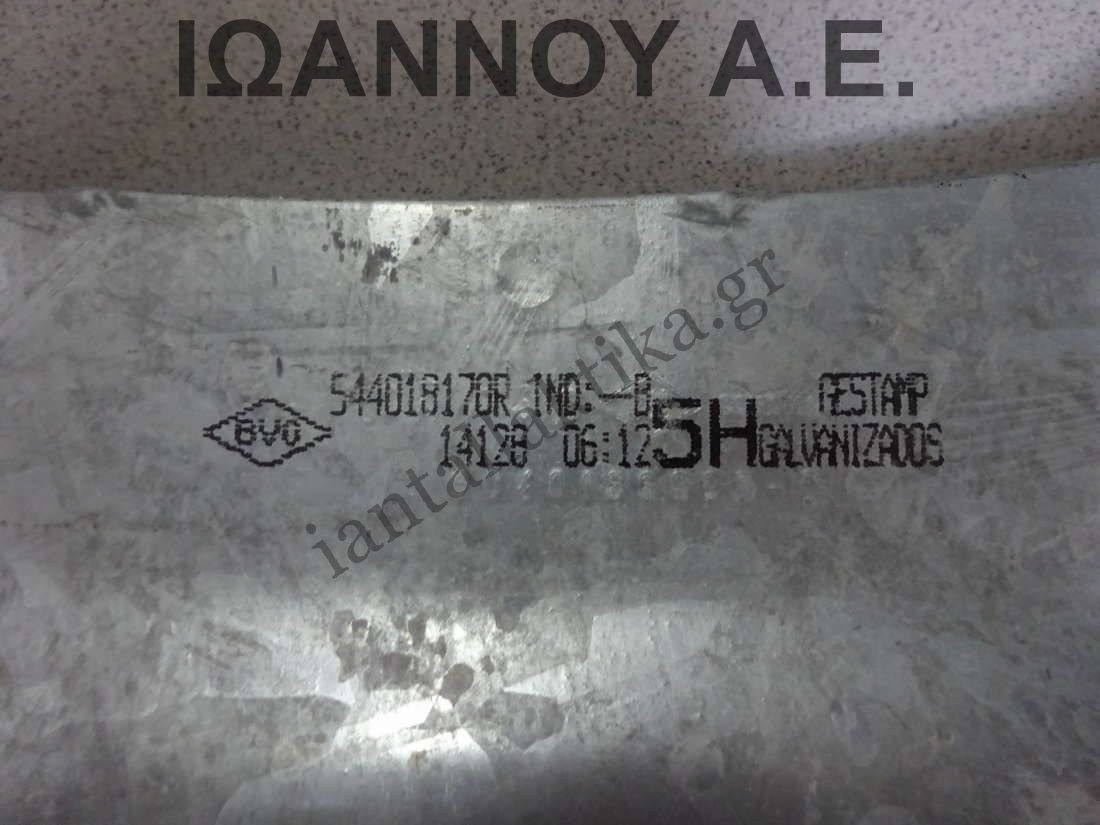 ΙΩΑΝΝΟΥ Α.Ε.
iantallaktika.gr
544018170R IND:-B GESTAMP
BVG 14128 06:12 5H GALVANIZADOS